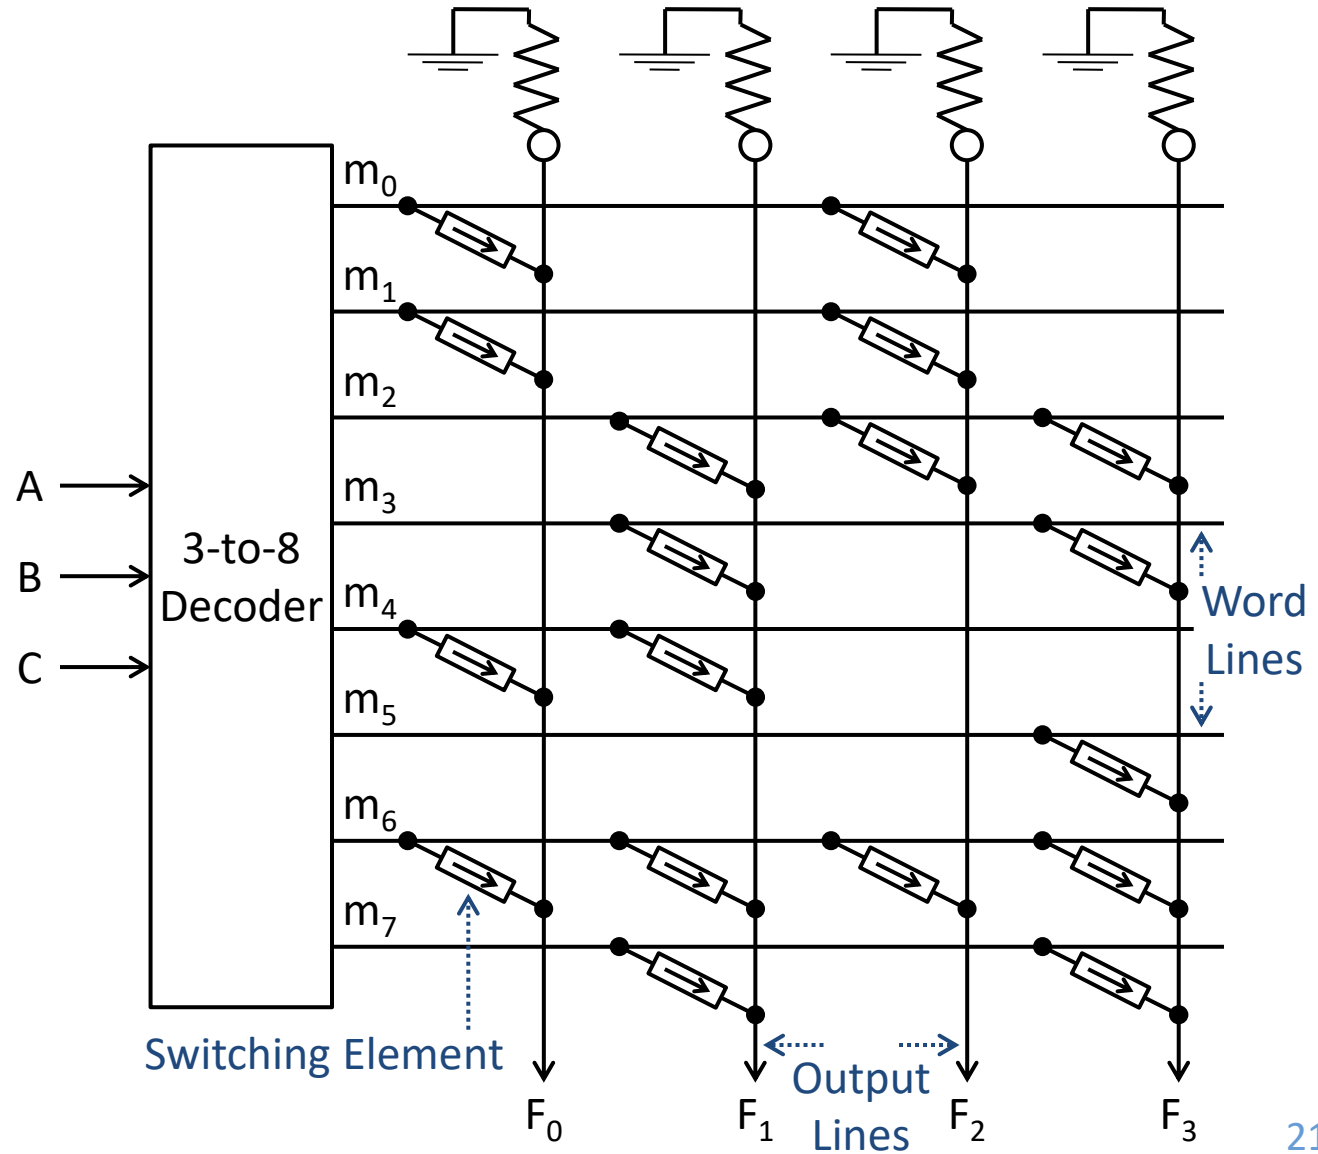 m0
m1
m2
A
m3
3-to-8
B
Decoder
m4
Word
Lines
C
m5
m6
m7
Switching Element
Output
Lines
F0
F1
F2
F3
21